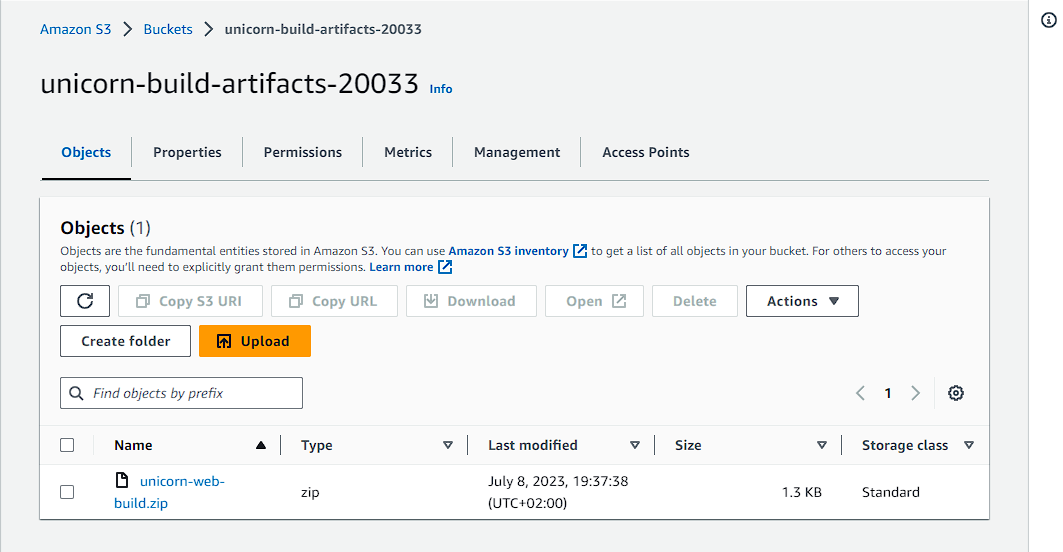 Amazon S3 > Buckets > unicorn-build-artifacts-20033
unicorn-build-artifacts-20033 Info
Objects Properties Permissions Metrics Management Access Points
Objects (1)
Objects are the fundamental entities stored in Amazon S3. You can use Amazon S3 inventory to get a list of all objects in your bucket. For others to access your
objects, you'll need to explicitly grant them permissions. Learn more
Copy S3 URI Copy URL Download Open Delete Actions
Create folder Upload
Find objects by prefix 1
Name Type Last modified Size Storage class
unicorn-web-
build.zip
zip
July 8, 2023, 19:37:38
(UTC+02:00)
1.3 KB
Standard